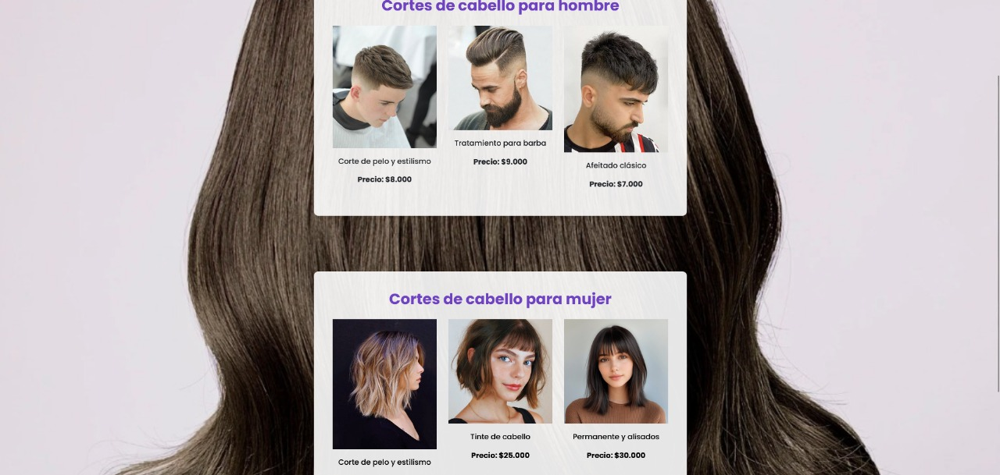 Cortes de cabello para hombre
Corte de pelo y estilismo
Precio: $8.000
Tratamiento para barba
Precio: $9.000
Afeitado clásico
Precio: $7.000
Cortes de cabello para mujer
Corte de pelo y estilismo
Tinte de cabello
Precio: $25.000
Permanente y alisados
Precio: $30.000